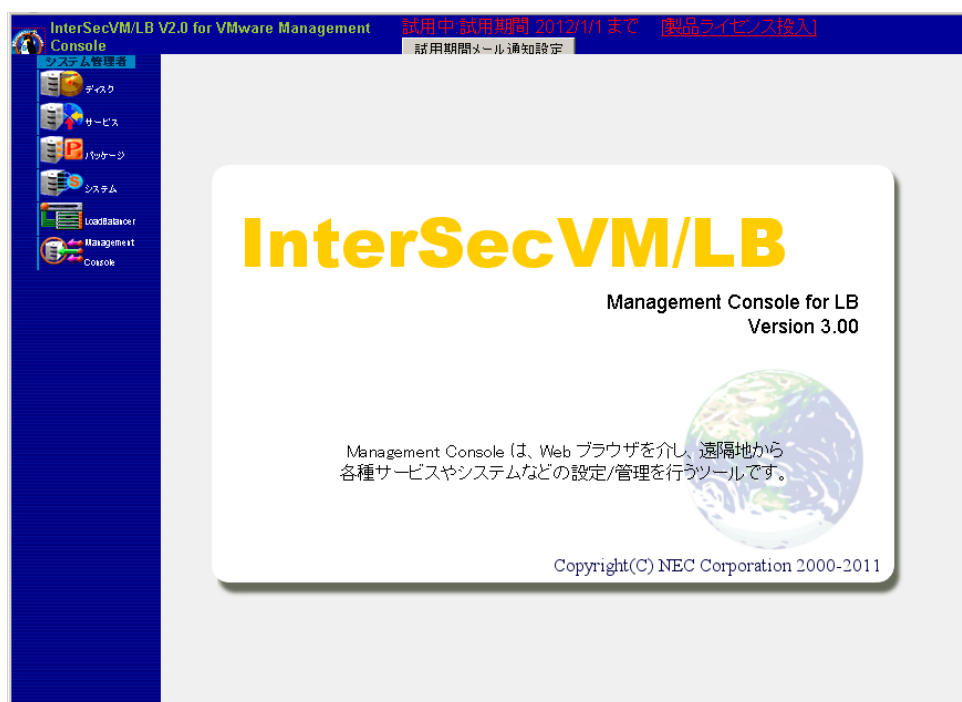 InterSecVM/LB V2.0 for VMware Management
Console
試用中:試用期間 2012/1/1 まで [製品ライセンス投入]
試用期間メール通知設定
システム管理者
ディスク
サービス
パッケージ
システム
LoadBalancer
Management
Console
InterSecVM/LB
Management Console for LB
Version 3.00
Management Console は、Web ブラウザを介し、遠隔地から
各種サービスやシステムなどの設定/管理を行うツールです。
Copyright(C) NEC Corporation 2000-2011